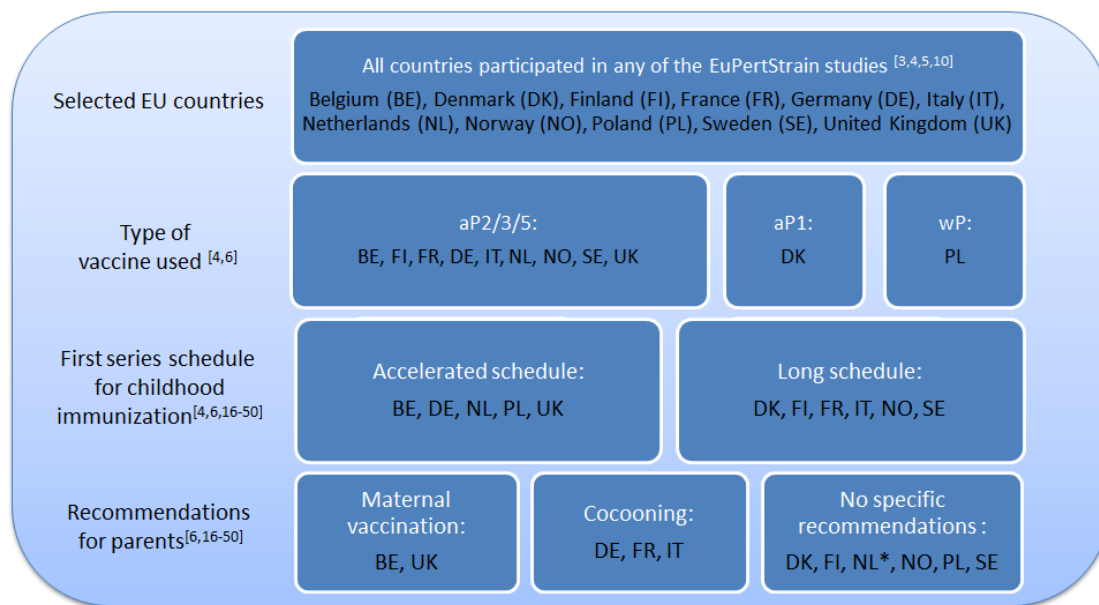 Selected EU countries
All countries participated in any of the EuPertStrain studies [3,4,5,10]
Belgium (BE), Denmark (DK), Finland (FI), France (FR), Germany (DE), Italy (IT),
Netherlands (NL), Norway (NO), Poland (PL), Sweden (SE), United Kingdom (UK)
Type of
vaccine used [4,6]
aP2/3/5:
BE, FI, FR, DE, IT, NL, NO, SE, UK
aP1:
DK
wP:
PL
First series schedule
for childhood
immunization[4,6,16-50]
Accelerated schedule:
BE, DE, NL, PL, UK
Long schedule:
DK, FI, FR, IT, NO, SE
Recommendations
for parents[6,16-50]
Maternal
vaccination:
BE, UK
Cocooning:
DE, FR, IT
No specific
recommendations :
DK, FI, NL*, NO, PL, SE